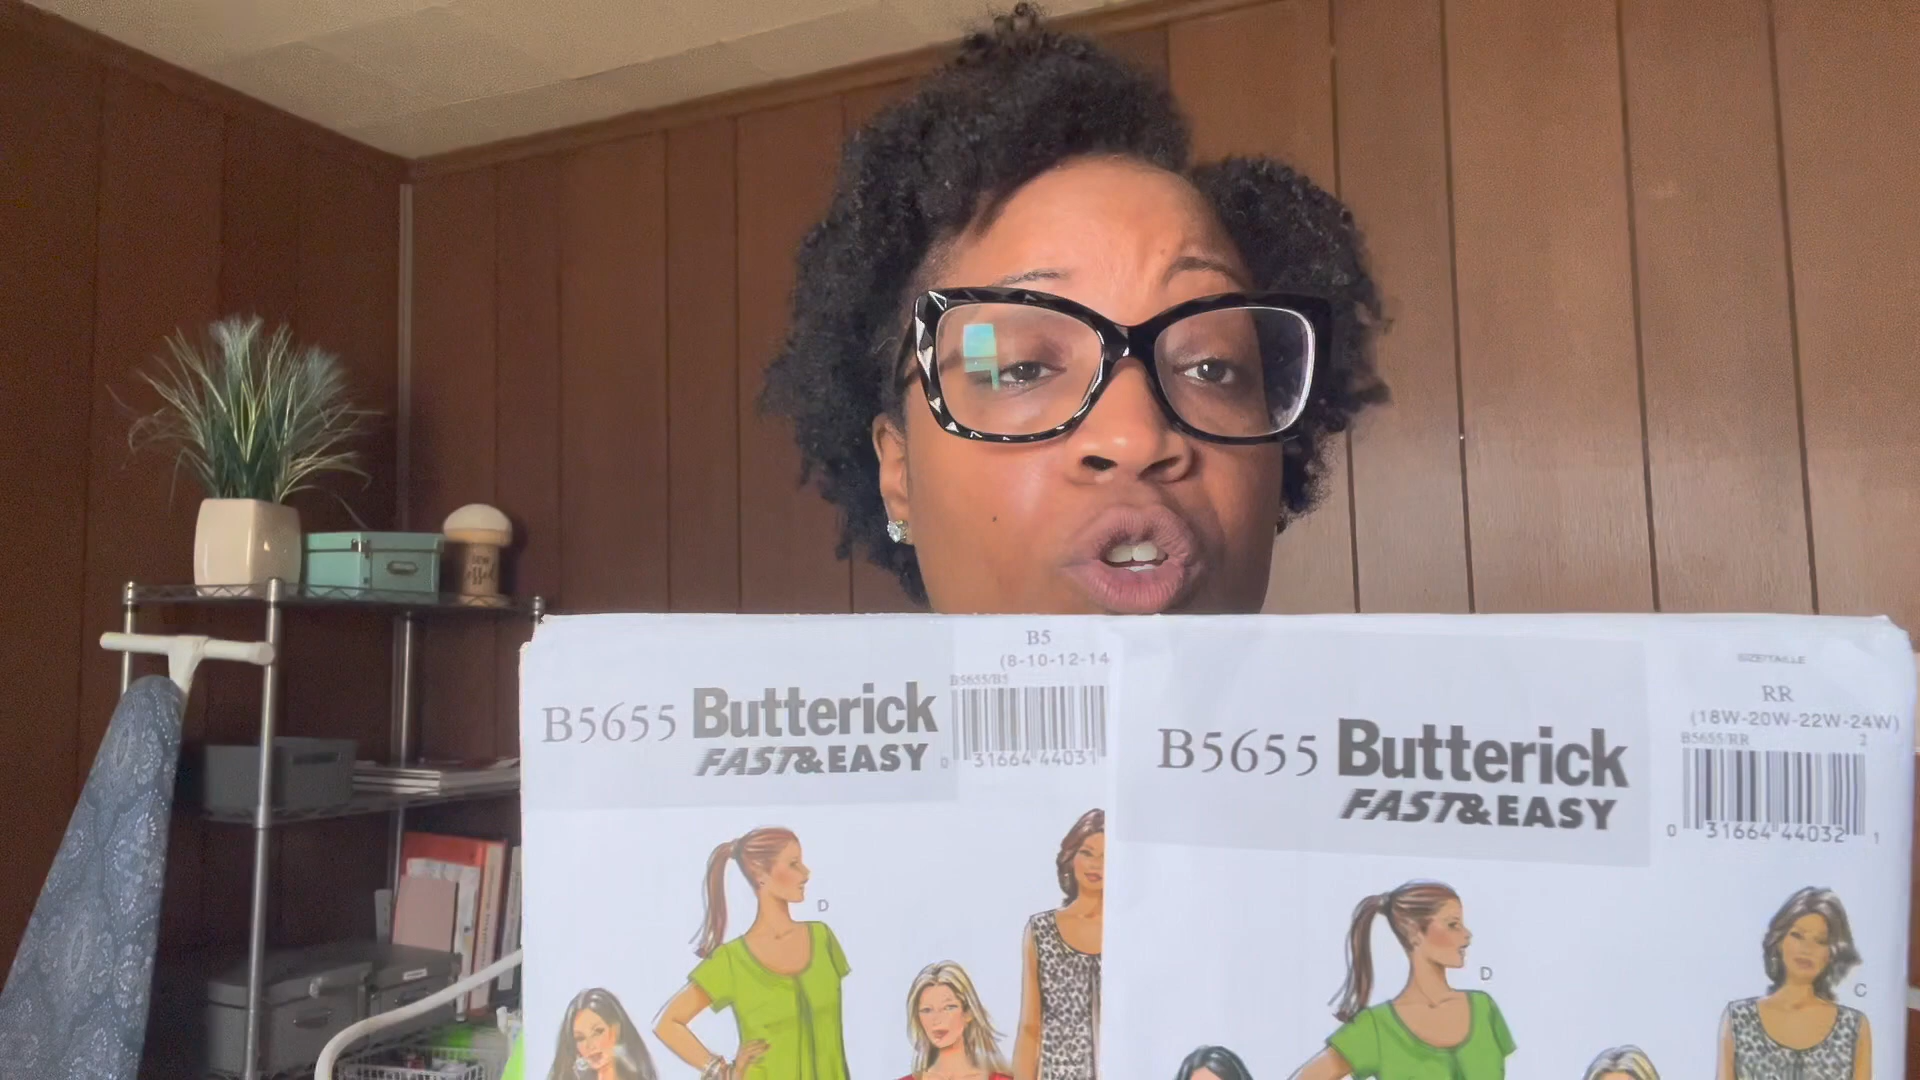 B5
(8-10-12-14
B5655/B5
B5655 Butterick
FAST&EASY
0 31664 44031
D
SIZE/TAILLE
RR
(18W-20W-22W-24W)
B5655/RR 2
B5655 Butterick
FAST&EASY
0 31664 44032 1
D
C